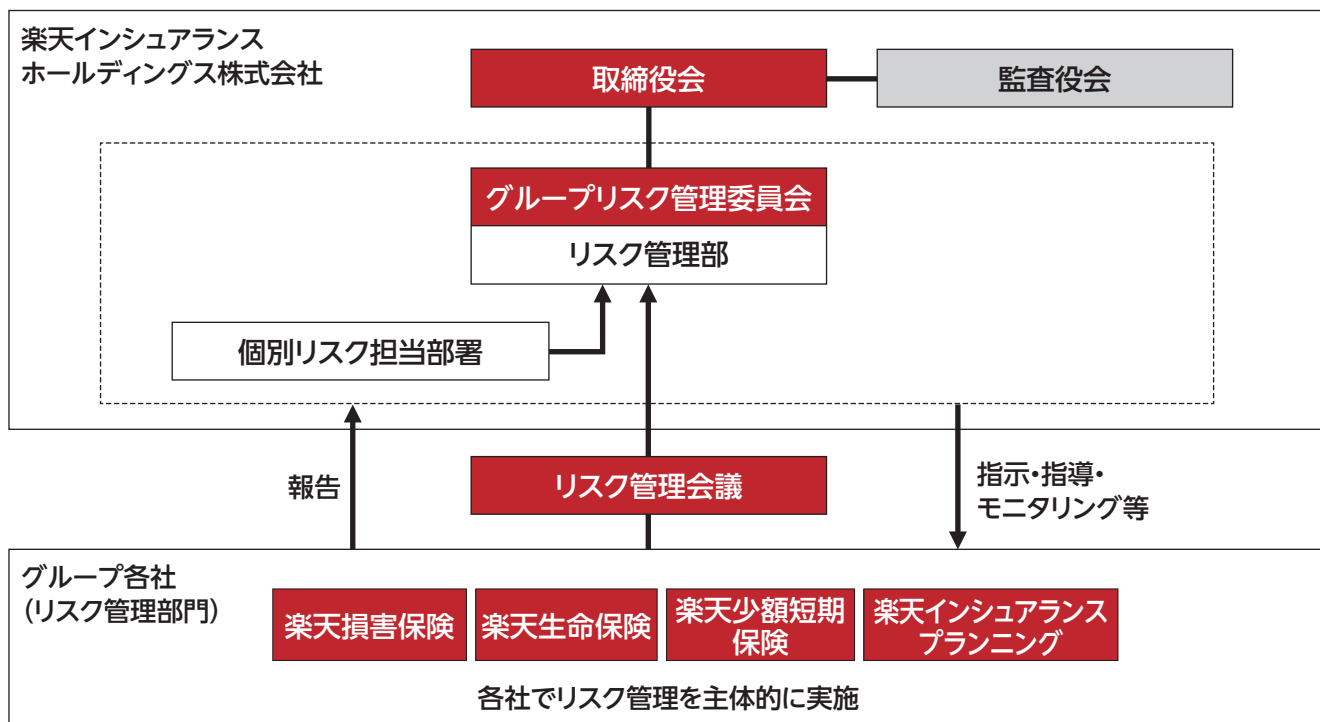 楽天インシュアランス
ホールディングス株式会社
取締役会
監査役会
グループリスク管理委員会
リスク管理部
個別リスク担当部署
報告
リスク管理会議
指示・指導・
モニタリング等
グループ各社
(リスク管理部門)
楽天損害保険
楽天生命保険
楽天少額短期
保険
楽天インシュアランス
プランニング
各社でリスク管理を主体的に実施